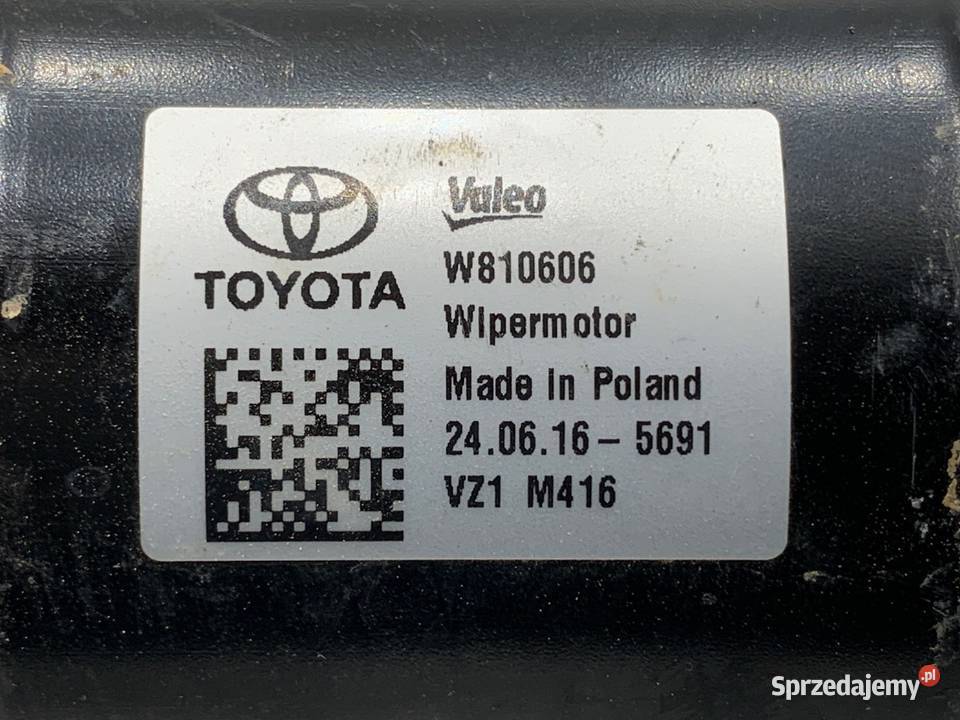 TOYOTA
Valeo
W810606
Wipermotor
Made in Poland
24.06.16 - 5691
VZ1 M416
Sprzedajemy.pl